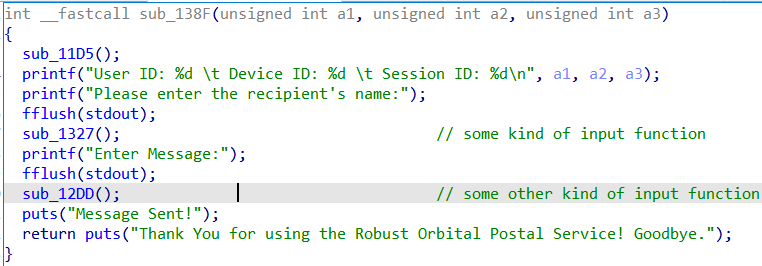 int __fastcall sub_138F(unsigned int a1, unsigned int a2, unsigned int a3)
{
  sub_11D5();
  printf("User ID: %d \t Device ID: %d \t Session ID: %d\n", a1, a2, a3);
  printf("Please enter the recipient's name:");
  fflush(stdout);
  sub_1327();                                        // some kind of input function
  printf("Enter Message:");
  fflush(stdout);
  sub_12DD();                                        // some other kind of input function
  puts("Message Sent!");
  return puts("Thank You for using the Robust Orbital Postal Service! Goodbye.");
}